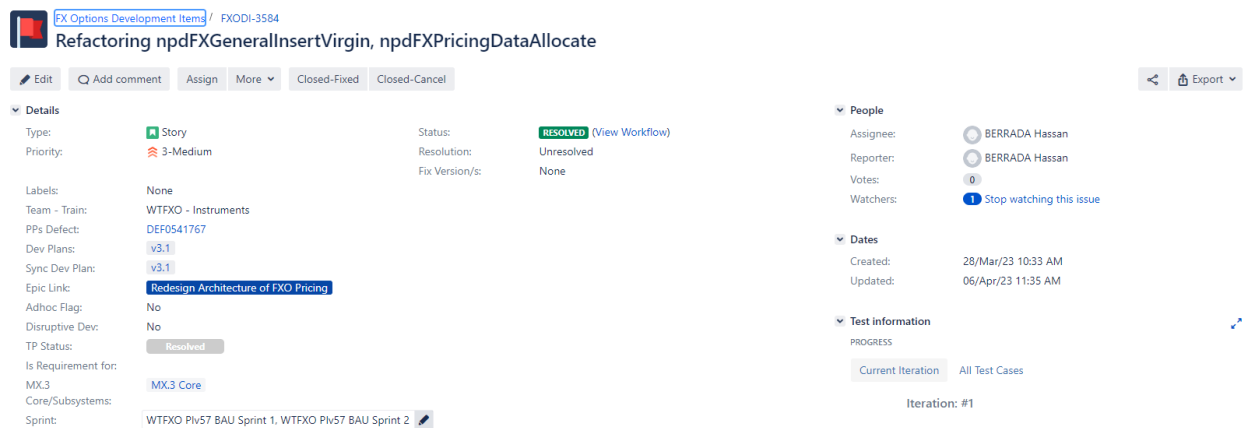 FX Options Development Items / FXODI-3584
Refactoring npdFXGeneralInsertVirgin, npdFXPricingDataAllocate
Edit Add comment Assign More Closed-Fixed Closed-Cancel Export
Details
Type: Story
Status: RESOLVED (View Workflow)
Priority: 3-Medium
Resolution: Unresolved
Fix Version/s: None
Labels: None
Team - Train: WTFXO - Instruments
PPs Defect: DEF0541767
Dev Plans: v3.1
Sync Dev Plan: v3.1
Epic Link: Redesign Architecture of FXO Pricing
Adhoc Flag: No
Disruptive Dev: No
TP Status: Resolved
Is Requirement for:
MX.3 Core/Subsystems: MX.3 Core
Sprint: WTFXO PIv57 BAU Sprint 1, WTFXO PIv57 BAU Sprint 2
People
Assignee: BERRADA Hassan
Reporter: BERRADA Hassan
Votes: 0
Watchers: 1 Stop watching this issue
Dates
Created: 28/Mar/23 10:33 AM
Updated: 06/Apr/23 11:35 AM
Test information
PROGRESS
Current Iteration All Test Cases
Iteration: #1